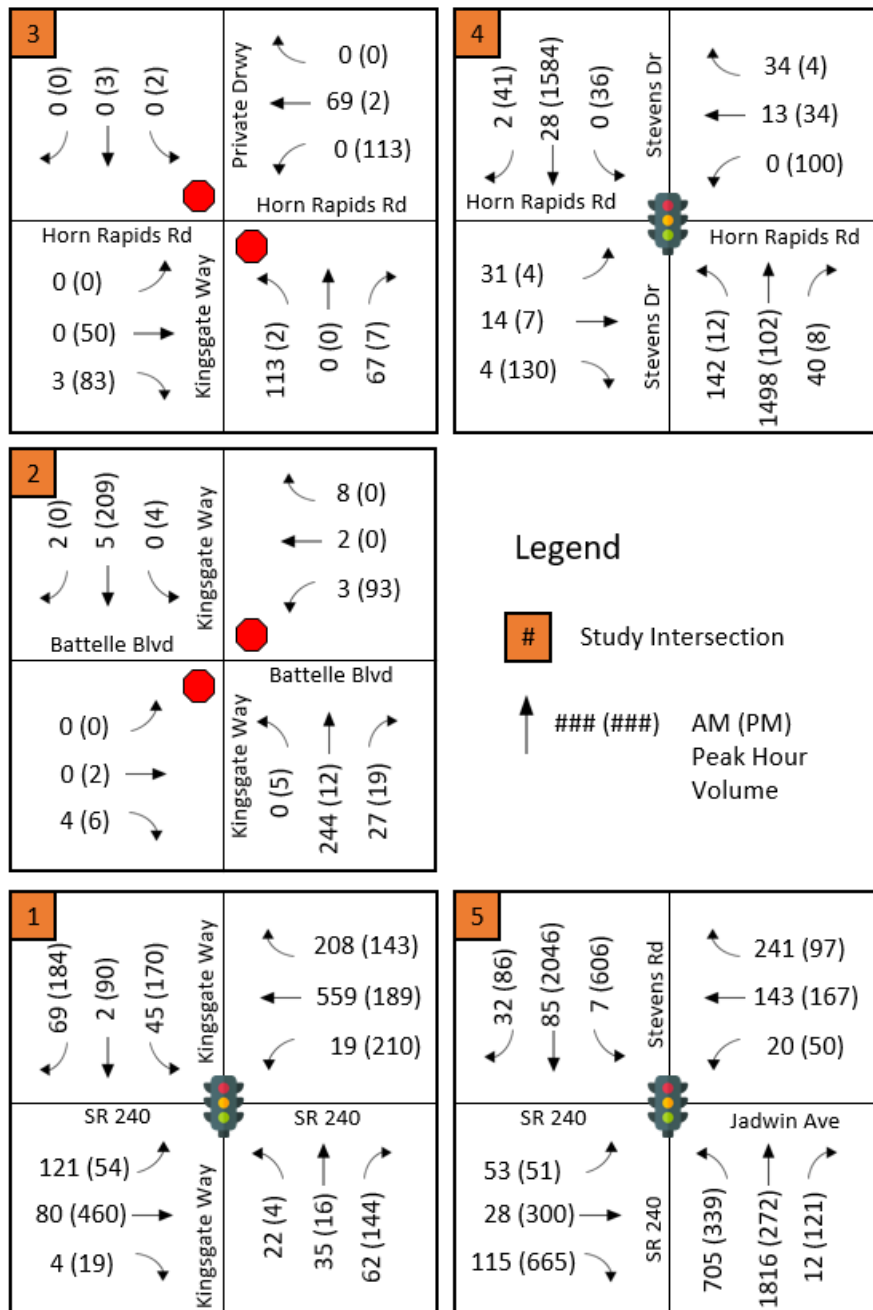 3
0 (0)
0 (3)
0 (2)
Private Drwy
0 (0)
69 (2)
0 (113)
Horn Rapids Rd
Horn Rapids Rd
0 (0)
0 (50)
3 (83)
Kingsgate Way
113 (2)
0 (0)
67 (7)
4
2 (41)
28 (1584)
0 (36)
Stevens Dr
34 (4)
13 (34)
0 (100)
Horn Rapids Rd
Horn Rapids Rd
31 (4)
14 (7)
4 (130)
Stevens Dr
142 (12)
1498 (102)
40 (8)
2
2 (0)
5 (209)
0 (4)
Kingsgate Way
8 (0)
2 (0)
3 (93)
Battelle Blvd
Battelle Blvd
0 (0)
0 (2)
4 (6)
Kingsgate Way
0 (5)
244 (12)
27 (19)
Legend
# Study Intersection
### (###) AM (PM)
Peak Hour
Volume
1
69 (184)
2 (90)
45 (170)
Kingsgate Way
208 (143)
559 (189)
19 (210)
SR 240
SR 240
121 (54)
80 (460)
4 (19)
Kingsgate Way
22 (4)
35 (16)
62 (144)
5
32 (86)
85 (2046)
7 (606)
Stevens Rd
241 (97)
143 (167)
20 (50)
SR 240
Jadwin Ave
53 (51)
28 (300)
115 (665)
SR 240
705 (339)
1816 (272)
12 (121)